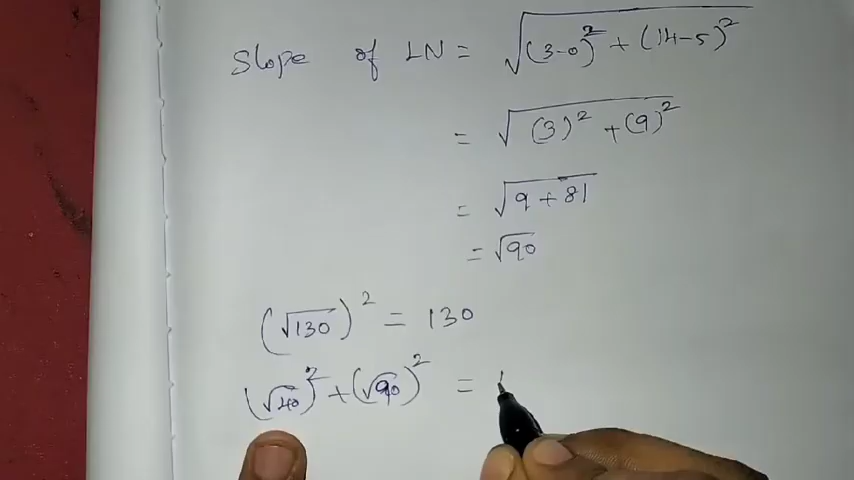 Slope of LN = √(3-0)² + (14-5)²
= √(3)² + (9)²
= √9 + 81
= √90
(√130)² = 130
(√40)² + (√90)² =